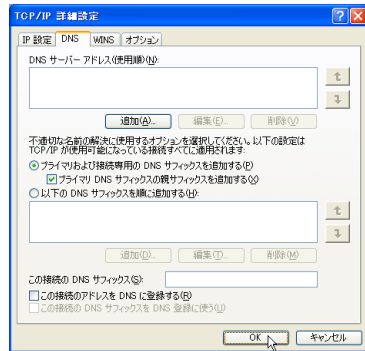 TCP/IP 詳細設定
IP 設定 DNS WINS オプション
DNS サーバー アドレス(使用順)(N):
追加(A)... 編集(E)... 削除(V)
不適切な名前の解決に使用するオプションを選択してください。以下の設定は
TCP/IP が使用可能になっている接続すべてに適用されます:
プライマリおよび接続専用の DNS サフィックスを追加する(P)
プライマリ DNS サフィックスの親サフィックスを追加する(X)
以下の DNS サフィックスを順に追加する(H):
追加(D)... 編集(T)... 削除(M)
この接続の DNS サフィックス(S):
この接続のアドレスを DNS に登録する(R)
この接続の DNS サフィックスを DNS 登録に使う(U)
OK キャンセル